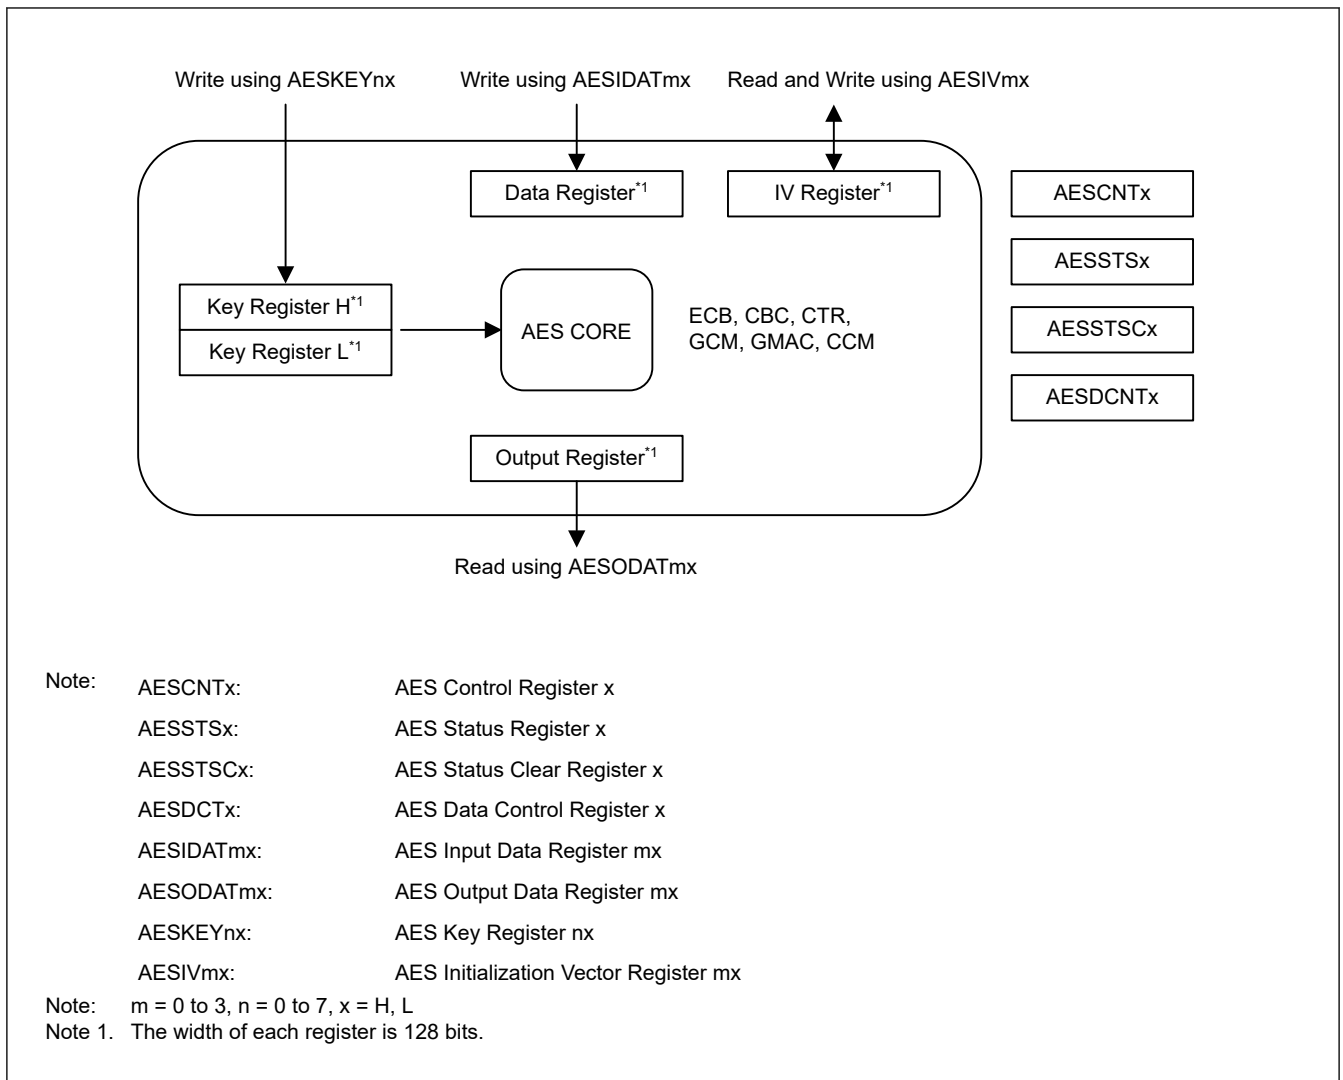 Write using AESKEYnx
Write using AESIDATmx
Read and Write using AESIVmx
Data Register*1
IV Register*1
AESCNTx
AESSTSx
Key Register H*1
Key Register L*1
AES CORE
ECB, CBC, CTR,
GCM, GMAC, CCM
AESSTSCx
AESDCNTx
Output Register*1
Read using AESODATmx
Note: AESCNTx: AES Control Register x
AESSTSx: AES Status Register x
AESSTSCx: AES Status Clear Register x
AESDCTx: AES Data Control Register x
AESIDATmx: AES Input Data Register mx
AESODATmx: AES Output Data Register mx
AESKEYnx: AES Key Register nx
AESIVmx: AES Initialization Vector Register mx
Note: m = 0 to 3, n = 0 to 7, x = H, L
Note 1. The width of each register is 128 bits.